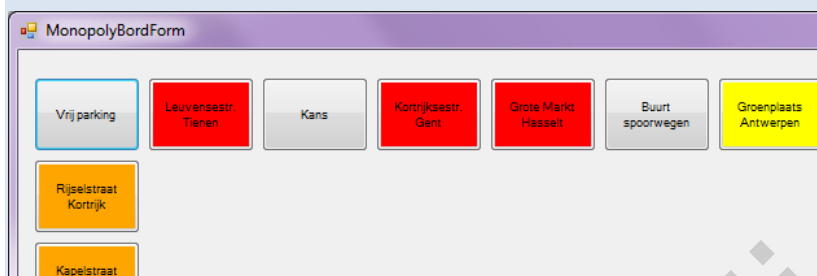 MonopolyBordForm
Vrij parking
Leuvensestr.
Tienen
Kans
Kortrijksestr.
Gent
Grote Markt
Hasselt
Buurt
spoorwegen
Groenplaats
Antwerpen
Rijselstraat
Kortrijk
Kapelstraat